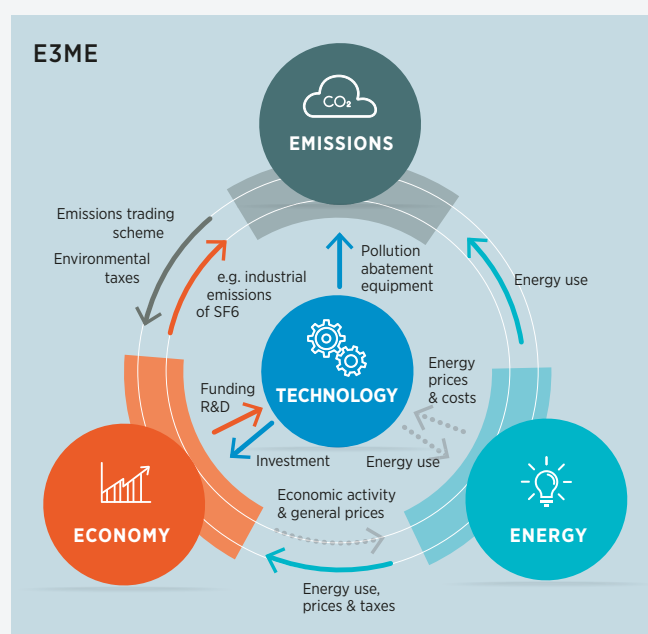 E3ME
CO₂
EMISSIONS
Emissions trading
scheme
Environmental
taxes
e.g. industrial
emissions
of SF6
Pollution
abatement
equipment
Energy use
TECHNOLOGY
Funding
R&D
Investment
Energy
prices
& costs
Energy use
Economic activity
& general prices
ECONOMY
ENERGY
Energy use,
prices & taxes